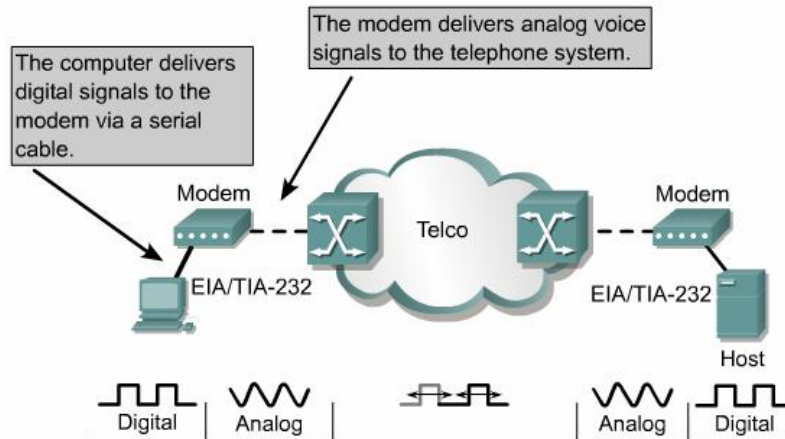 The modem delivers analog voice
signals to the telephone system.
The computer delivers
digital signals to the
modem via a serial
cable.
Modem
Telco
Modem
EIA/TIA-232
EIA/TIA-232
Host
Digital
Analog
Analog
Digital